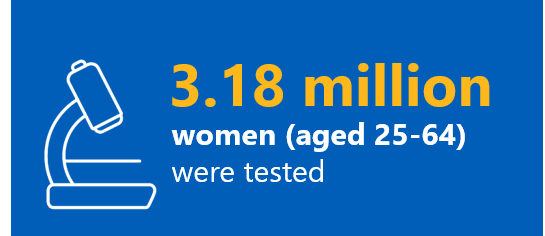 3.18 million
women (aged 25-64)
were tested